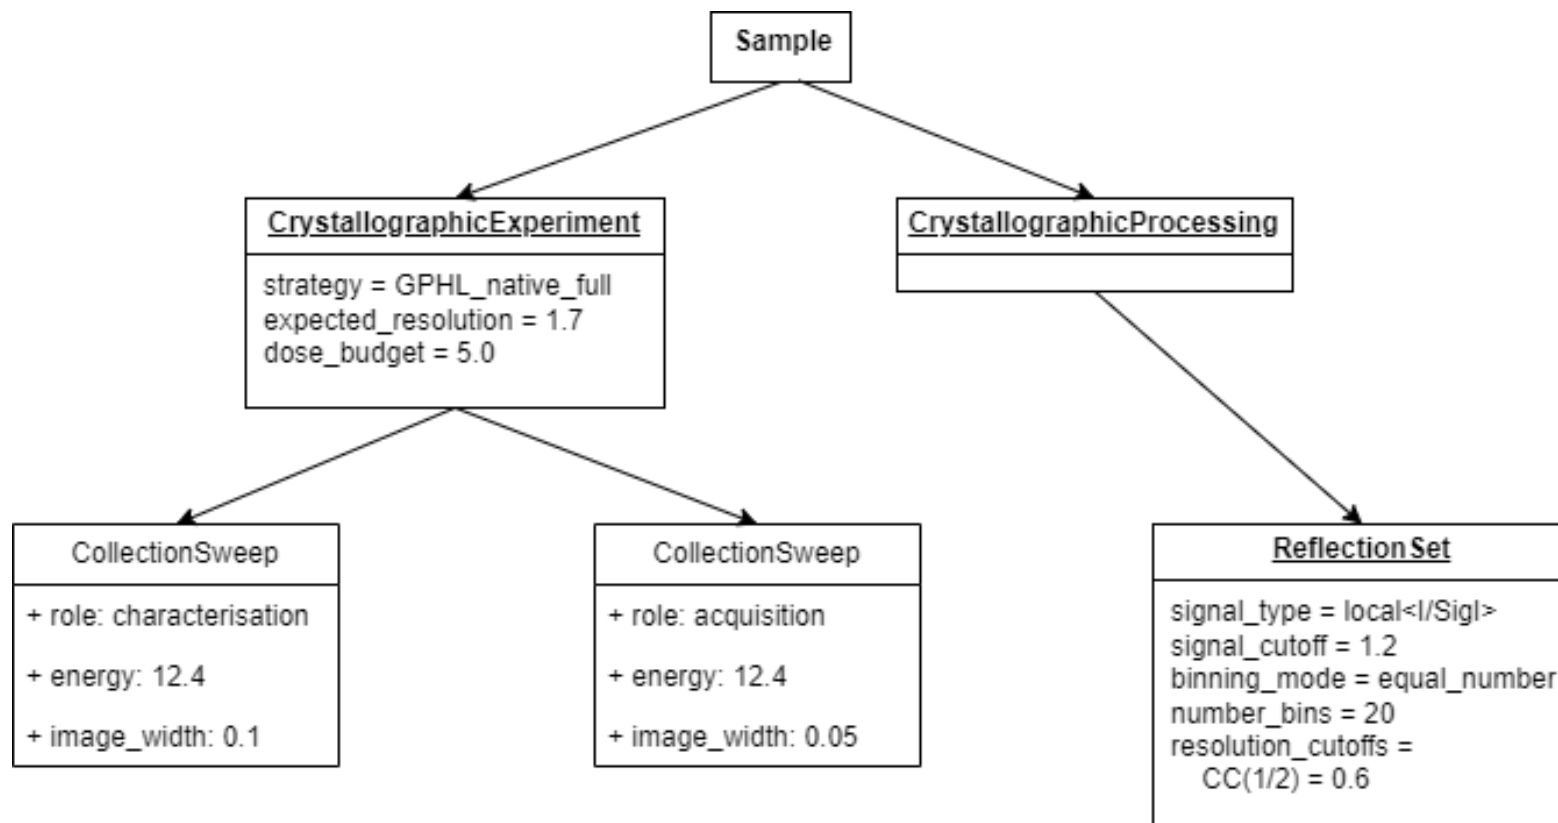 Sample
CrystallographicExperiment
strategy = GPHL_native_full
expected_resolution = 1.7
dose_budget = 5.0
CrystallographicProcessing
CollectionSweep
+ role: characterisation
+ energy: 12.4
+ image_width: 0.1
CollectionSweep
+ role: acquisition
+ energy: 12.4
+ image_width: 0.05
ReflectionSet
signal_type = local<I/SigI>
signal_cutoff = 1.2
binning_mode = equal_number
number_bins = 20
resolution_cutoffs =
CC(1/2) = 0.6